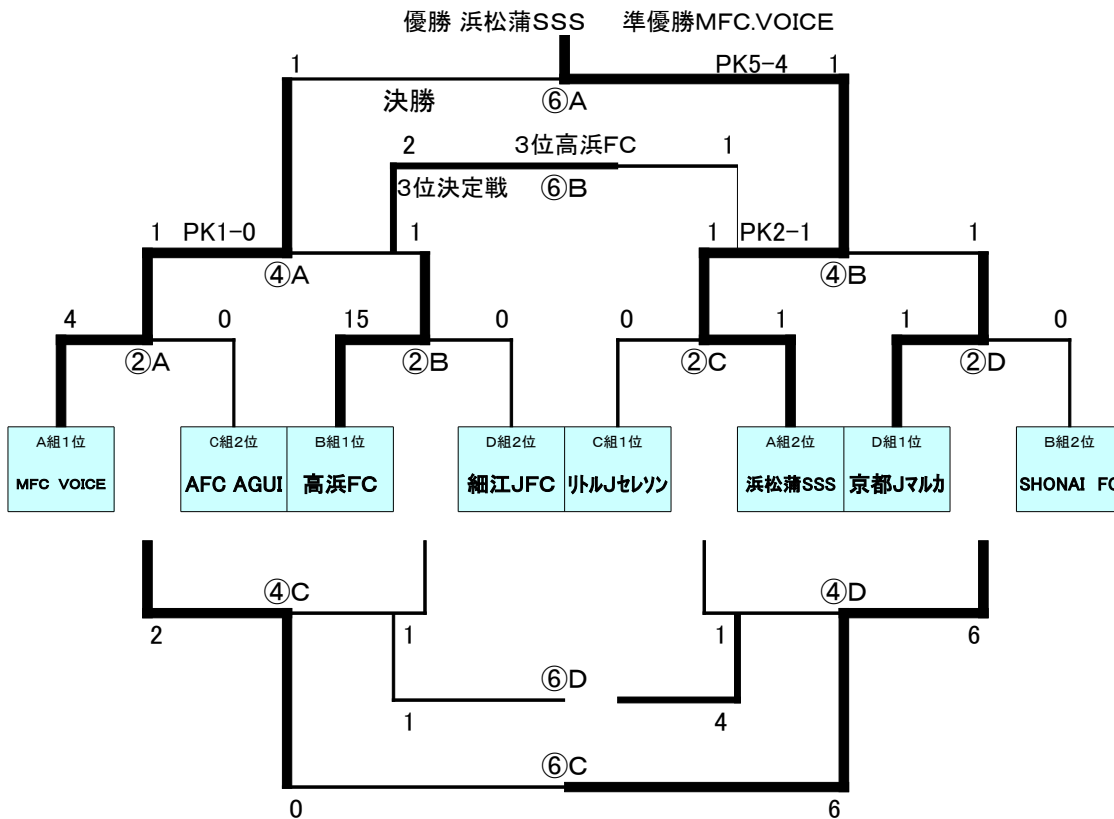 優勝 浜松蒲SSS 準優勝MFC.VOICE
1 PK5-4 1
決勝 ⑥A
2 3位高浜FC 1
3位決定戦 ⑥B
1 PK1-0 1 1 PK2-1 1
④A ④B
4 0 15 0 0 1 1 0
②A ②B ②C ②D
A組1位 C組2位 B組1位 D組2位 C組1位 A組2位 D組1位 B組2位
MFC VOICE AFC AGUI 高浜FC 細江JFC リトルJセレソン 浜松蒲SSS 京都Jマルカ SHONAI FC
④C ④D
2 1 1 6
⑥D
1 4
⑥C
0 6